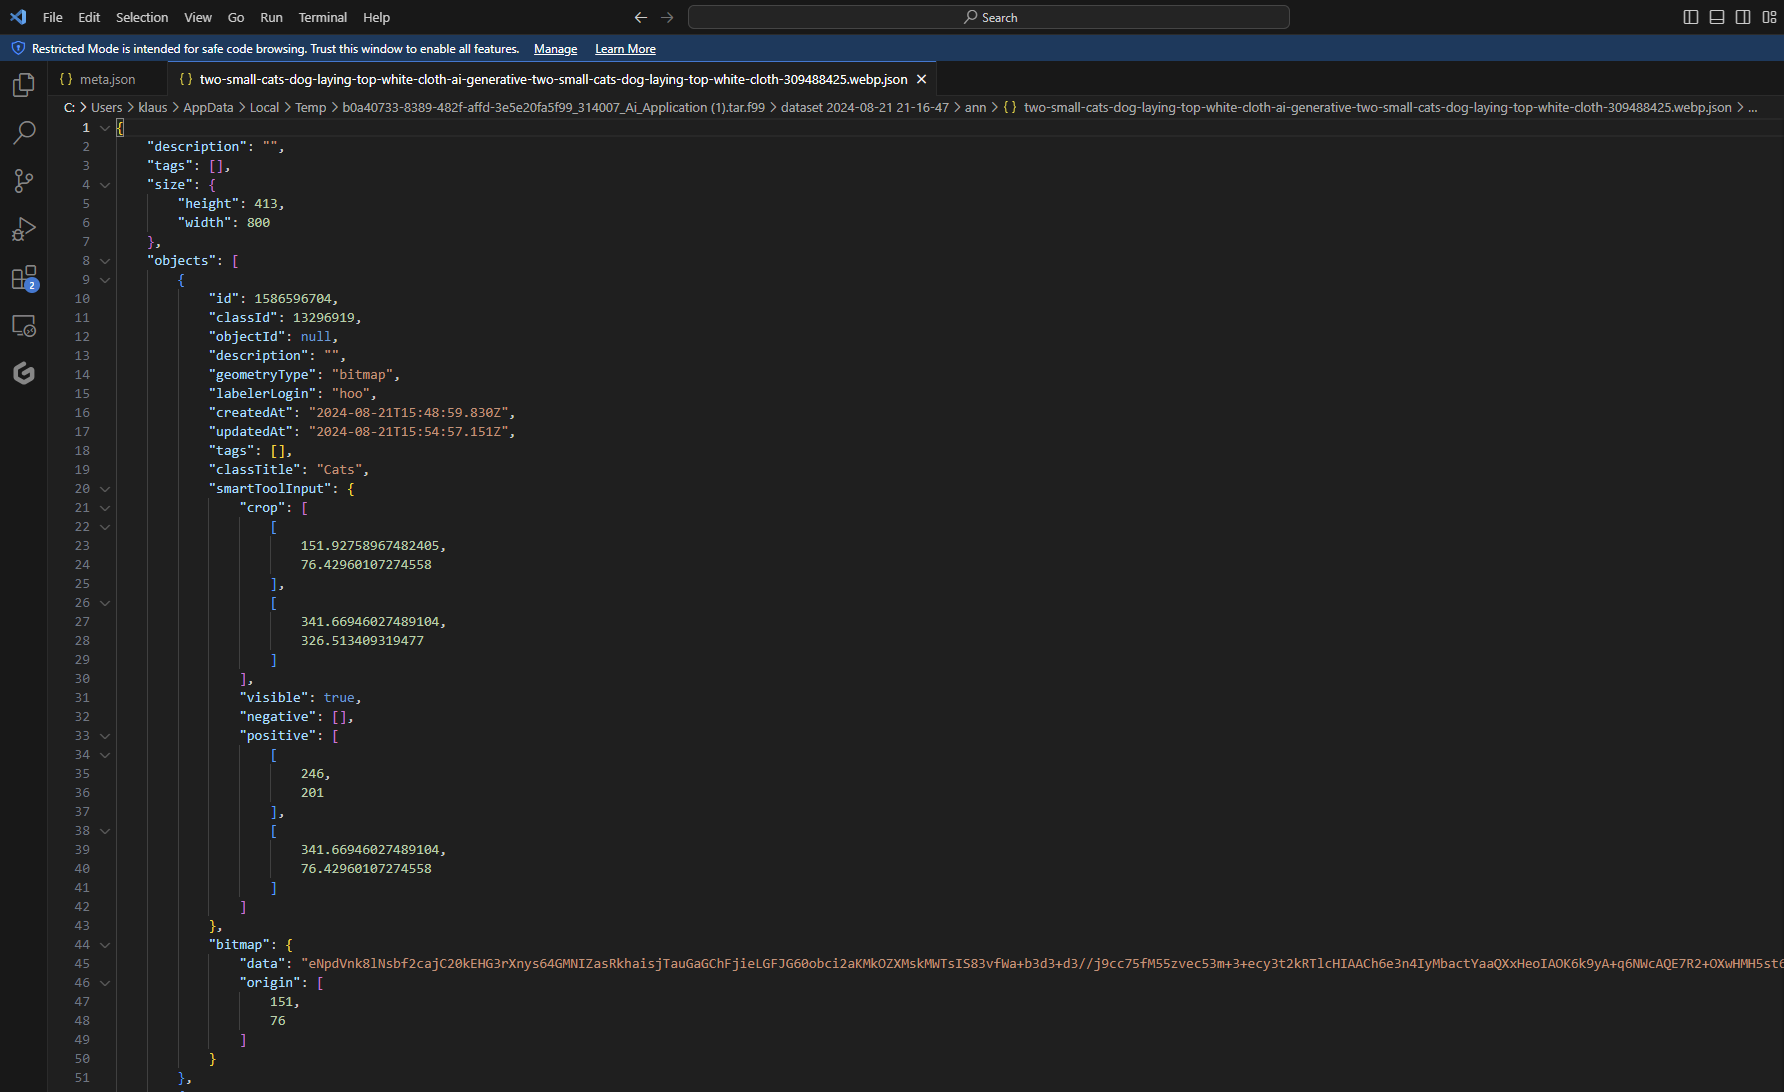 File Edit Selection View Go Run Terminal Help Search
Restricted Mode is intended for safe code browsing. Trust this window to enable all features. Manage Learn More
{} meta.json {} two-small-cats-dog-laying-top-white-cloth-ai-generative-two-small-cats-dog-laying-top-white-cloth-309488425.webp.json
C: > Users > klaus > AppData > Local > Temp > b0a40733-8389-482f-affd-3e5e20fa5f99_314007_Ai_Application (1).tar.f99 > dataset 2024-08-21 21-16-47 > ann > {} two-small-cats-dog-laying-top-white-cloth-ai-generative-two-small-cats-dog-laying-top-white-cloth-309488425.webp.json > ...
1 {
2 "description": "",
3 "tags": [],
4 "size": {
5 "height": 413,
6 "width": 800
7 },
8 "objects": [
9 {
10 "id": 1586596704,
11 "classId": 13296919,
12 "objectId": null,
13 "description": "",
14 "geometryType": "bitmap",
15 "labelerLogin": "hoo",
16 "createdAt": "2024-08-21T15:48:59.830Z",
17 "updatedAt": "2024-08-21T15:54:57.151Z",
18 "tags": [],
19 "classTitle": "Cats",
20 "smartToolInput": {
21 "crop": [
22 [
23 151.92758967482405,
24 76.42960107274558
25 ],
26 [
27 341.66946027489104,
28 326.513409319477
29 ]
30 ],
31 "visible": true,
32 "negative": [],
33 "positive": [
34 [
35 246,
36 201
37 ],
38 [
39 341.66946027489104,
40 76.42960107274558
41 ]
42 ]
43 },
44 "bitmap": {
45 "data": "eNpdVnk8lNsbf2cajC20kEHG3rXnys64GMNIZasRkhaisjTauGaGChFjieLGFJG60obci2aKMkOZXMskMWTsIS83vfWa+b3d3+d3//j9cc75fM55zvec53m+3+ecy3t2kRTlcHIAACh6e3n4IyMbactYaaQXxHeoIAOK6k9yA+q6NWcAQE7R2+OXwHMH5st6
46 "origin": [
47 151,
48 76
49 ]
50 }
51 },
2